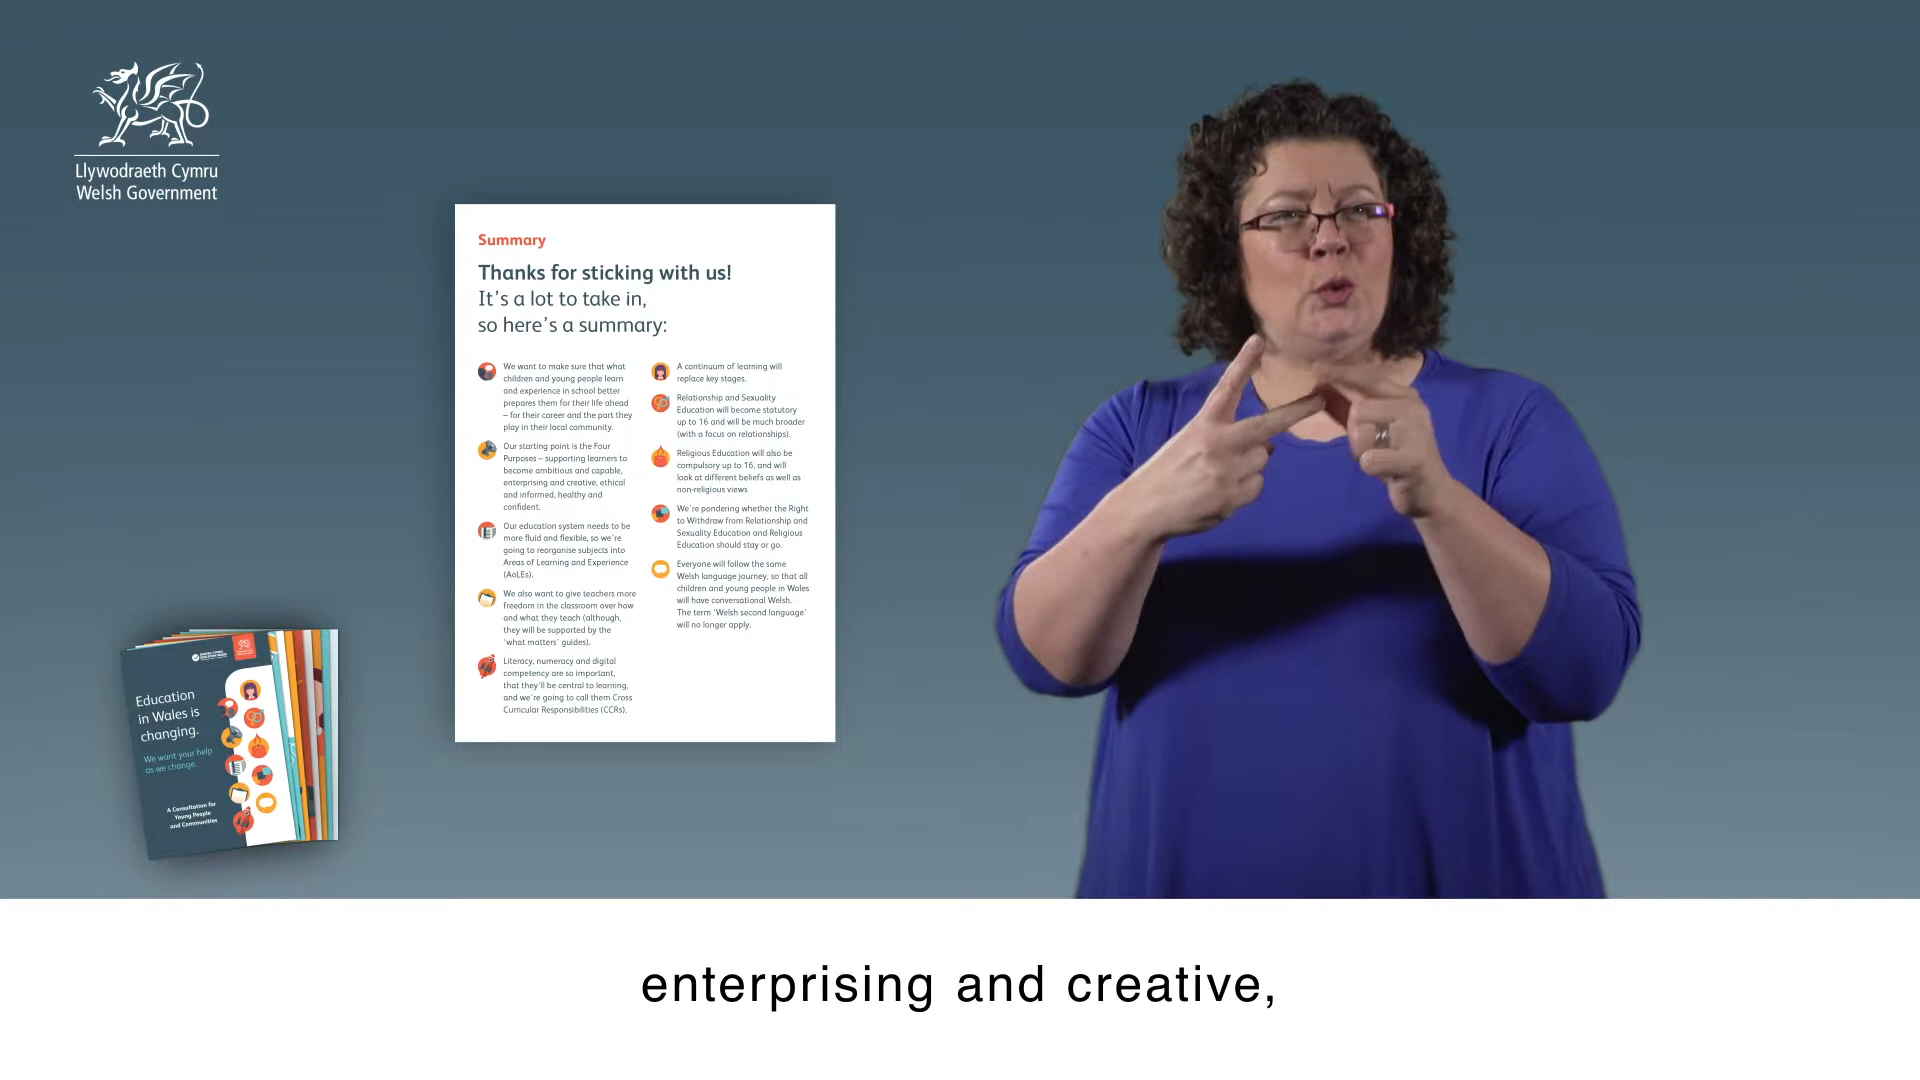 Llywodraeth Cymru
Welsh Government
Summary
Thanks for sticking with us!
It's a lot to take in,
so here's a summary:
We want to make sure that what
children and young people learn
and experience in school better
prepares them for their life ahead
– for their career and the part they
play in their local community.
Our starting point is the Four
Purposes – supporting learners to
become ambitious and capable,
enterprising and creative, ethical
and informed, healthy and
confident.
Our education system needs to be
more fluid and flexible, so we're
going to reorganise subjects into
Areas of Learning and Experience
(AoLEs).
We also want to give teachers more
freedom in the classroom over how
and what they teach (although,
they will be supported by the
'what matters' guides).
Literacy, numeracy and digital
competency are so important,
that they'll be central to learning,
and we're going to call them Cross
Curricular Responsibilities (CCRs).
A continuum of learning will
replace key stages.
Relationship and Sexuality
Education will become statutory
up to 16 and will be much broader
(with a focus on relationships).
Religious Education will also be
compulsory up to 16, and will
look at different beliefs as well as
non-religious views
We're pondering whether the Right
to Withdraw from Relationship and
Sexuality Education and Religious
Education should stay or go.
Everyone will follow the same
Welsh language journey, so that all
children and young people in Wales
will have conversational Welsh.
The term 'Welsh second language'
will no longer apply.
Education
in Wales is
changing.
We want your help
as we change.
A Consultation for
Young People
and Communities
enterprising and creative,